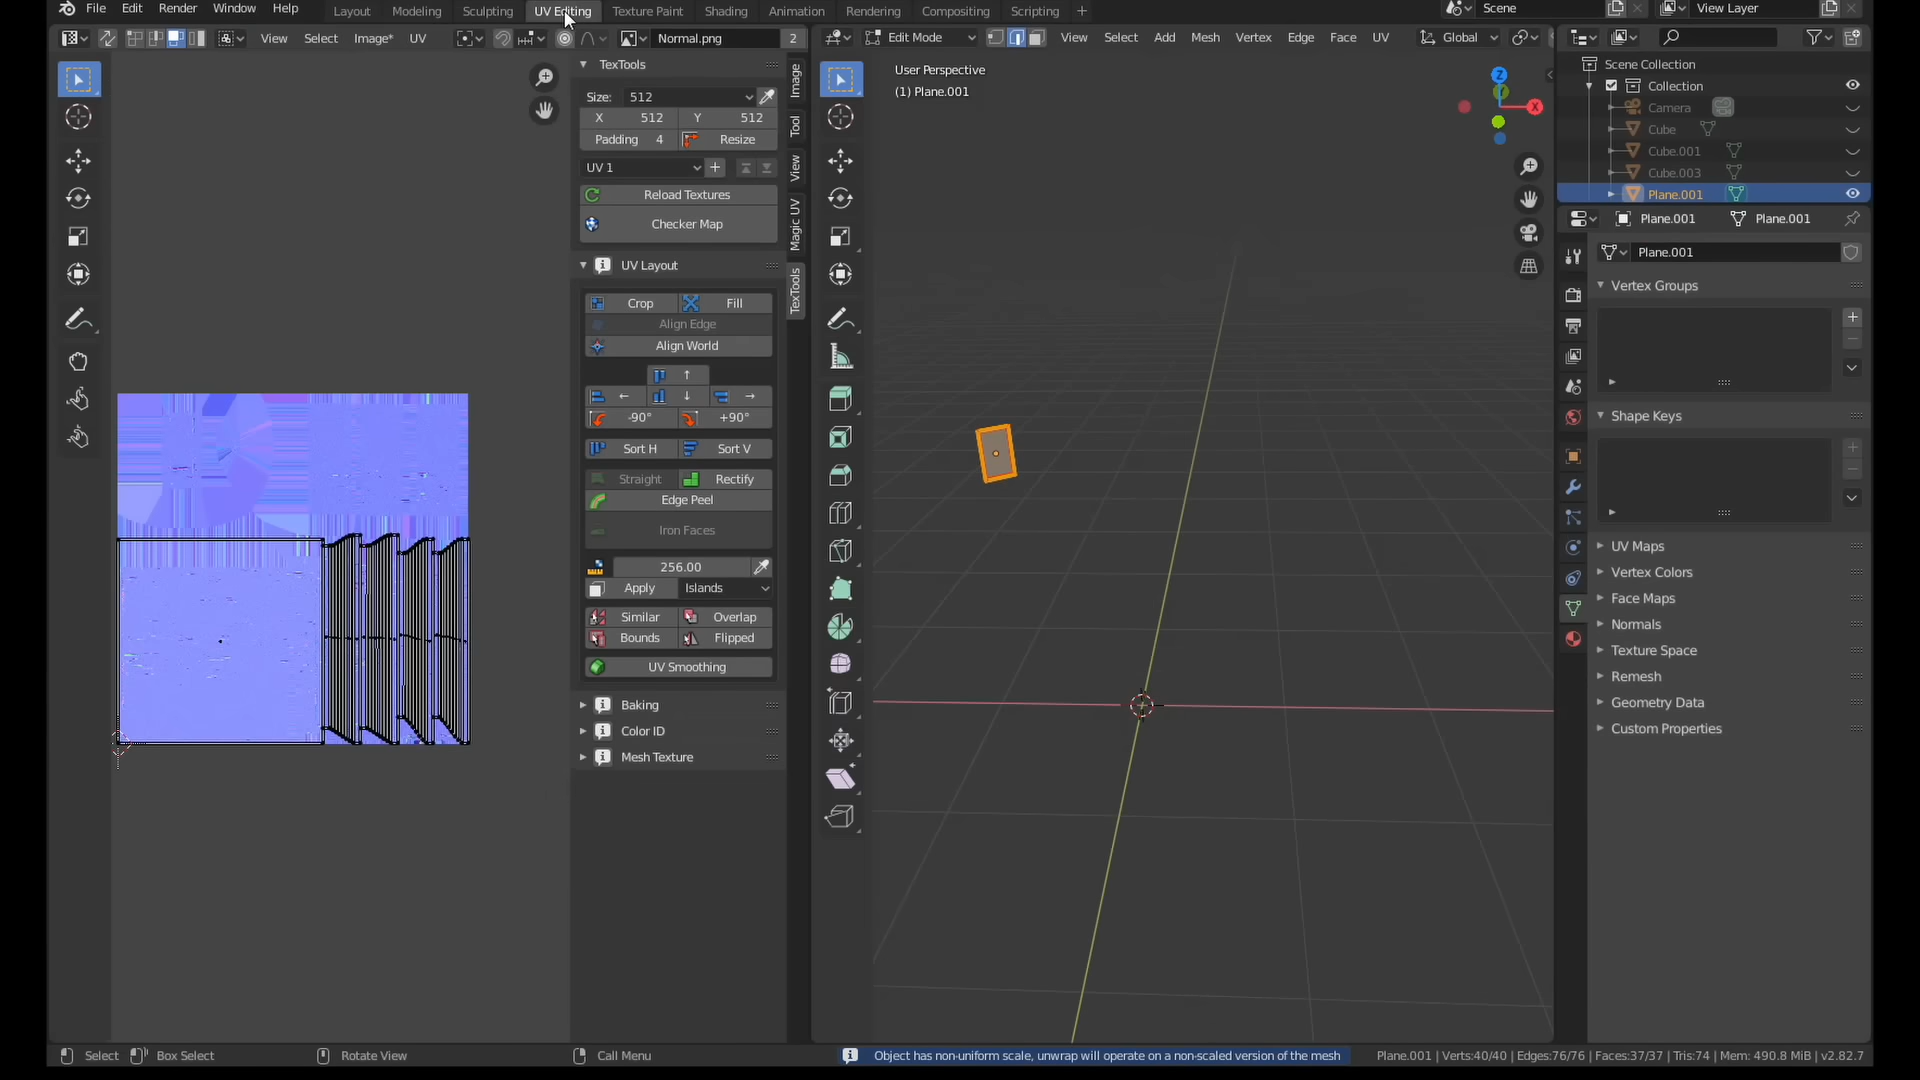 File Edit Render Window Help Layout Modeling Sculpting UV Editing Texture Paint Shading Animation Rendering Compositing Scripting + Scene View Layer
View Select Image* UV Normal.png 2 Edit Mode View Select Add Mesh Vertex Edge Face UV Global
TexTools
Size: 512
X 512 Y 512
Padding 4 Resize
UV 1
Reload Textures
Checker Map
UV Layout
Crop Fill
Align Edge
Align World
↑
← ↓ →
-90° +90°
Sort H Sort V
Straight Rectify
Edge Peel
Iron Faces
256.00
Apply Islands
Similar Overlap
Bounds Flipped
UV Smoothing
Baking
Color ID
Mesh Texture
Image
Tool
View
Magic UV
TexTools
User Perspective
(1) Plane.001
Z
X
Scene Collection
Collection
Camera
Cube
Cube.001
Cube.003
Plane.001
Plane.001 Plane.001
Plane.001
Vertex Groups
Shape Keys
UV Maps
Vertex Colors
Face Maps
Normals
Texture Space
Remesh
Geometry Data
Custom Properties
Select Box Select Rotate View Call Menu Object has non-uniform scale, unwrap will operate on a non-scaled version of the mesh Plane.001 | Verts:40/40 | Edges:76/76 | Faces:37/37 | Tris:74 | Mem: 490.8 MiB | v2.82.7